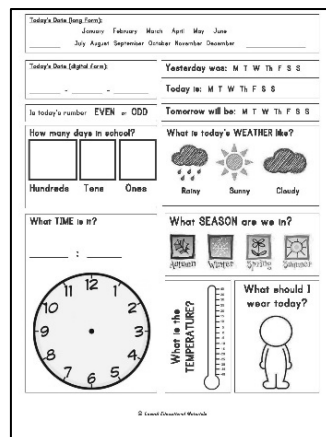 Today's Date (long form):
January February March April May June
July August September October November December
Today's Date (digital form):
Yesterday was: M T W Th F S S
Today is: M T W Th F S S
Is today's number EVEN or ODD
Tomorrow will be: M T W Th F S S
How many days in school?
Hundreds Tens Ones
What is today's WEATHER like?
Rainy Sunny Cloudy
What TIME is it?
:
12
11 1
10 2
9 3
8 4
7 5
6
What SEASON are we in?
Autumn Winter Spring Summer
What is the
TEMPERATURE?
What should I
wear today?
Educational Materials